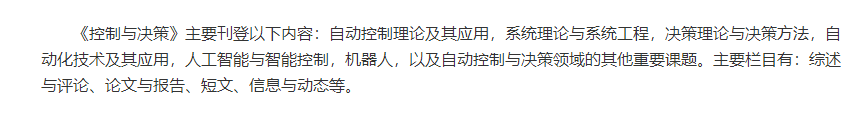 《控制与决策》主要刊登以下内容：自动控制理论及其应用，系统理论与系统工程，决策理论与决策方法，自
动化技术及其应用，人工智能与智能控制，机器人，以及自动控制与决策领域的其他重要课题。主要栏目有：综述
与评论、论文与报告、短文、信息与动态等。